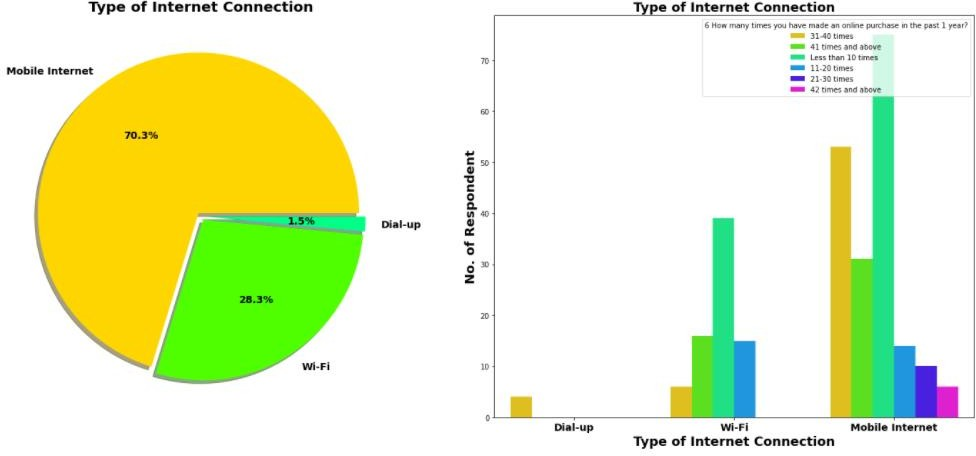 Type of Internet Connection
Mobile Internet
70.3%
1.5%
Dial-up
28.3%
Wi-Fi
Type of Internet Connection
6 How many times you have made an online purchase in the past 1 year?
31-40 times
41 times and above
Less than 10 times
11-20 times
21-30 times
42 times and above
No. of Respondent
70
60
50
40
30
20
10
0
Dial-up Wi-Fi Mobile Internet
Type of Internet Connection